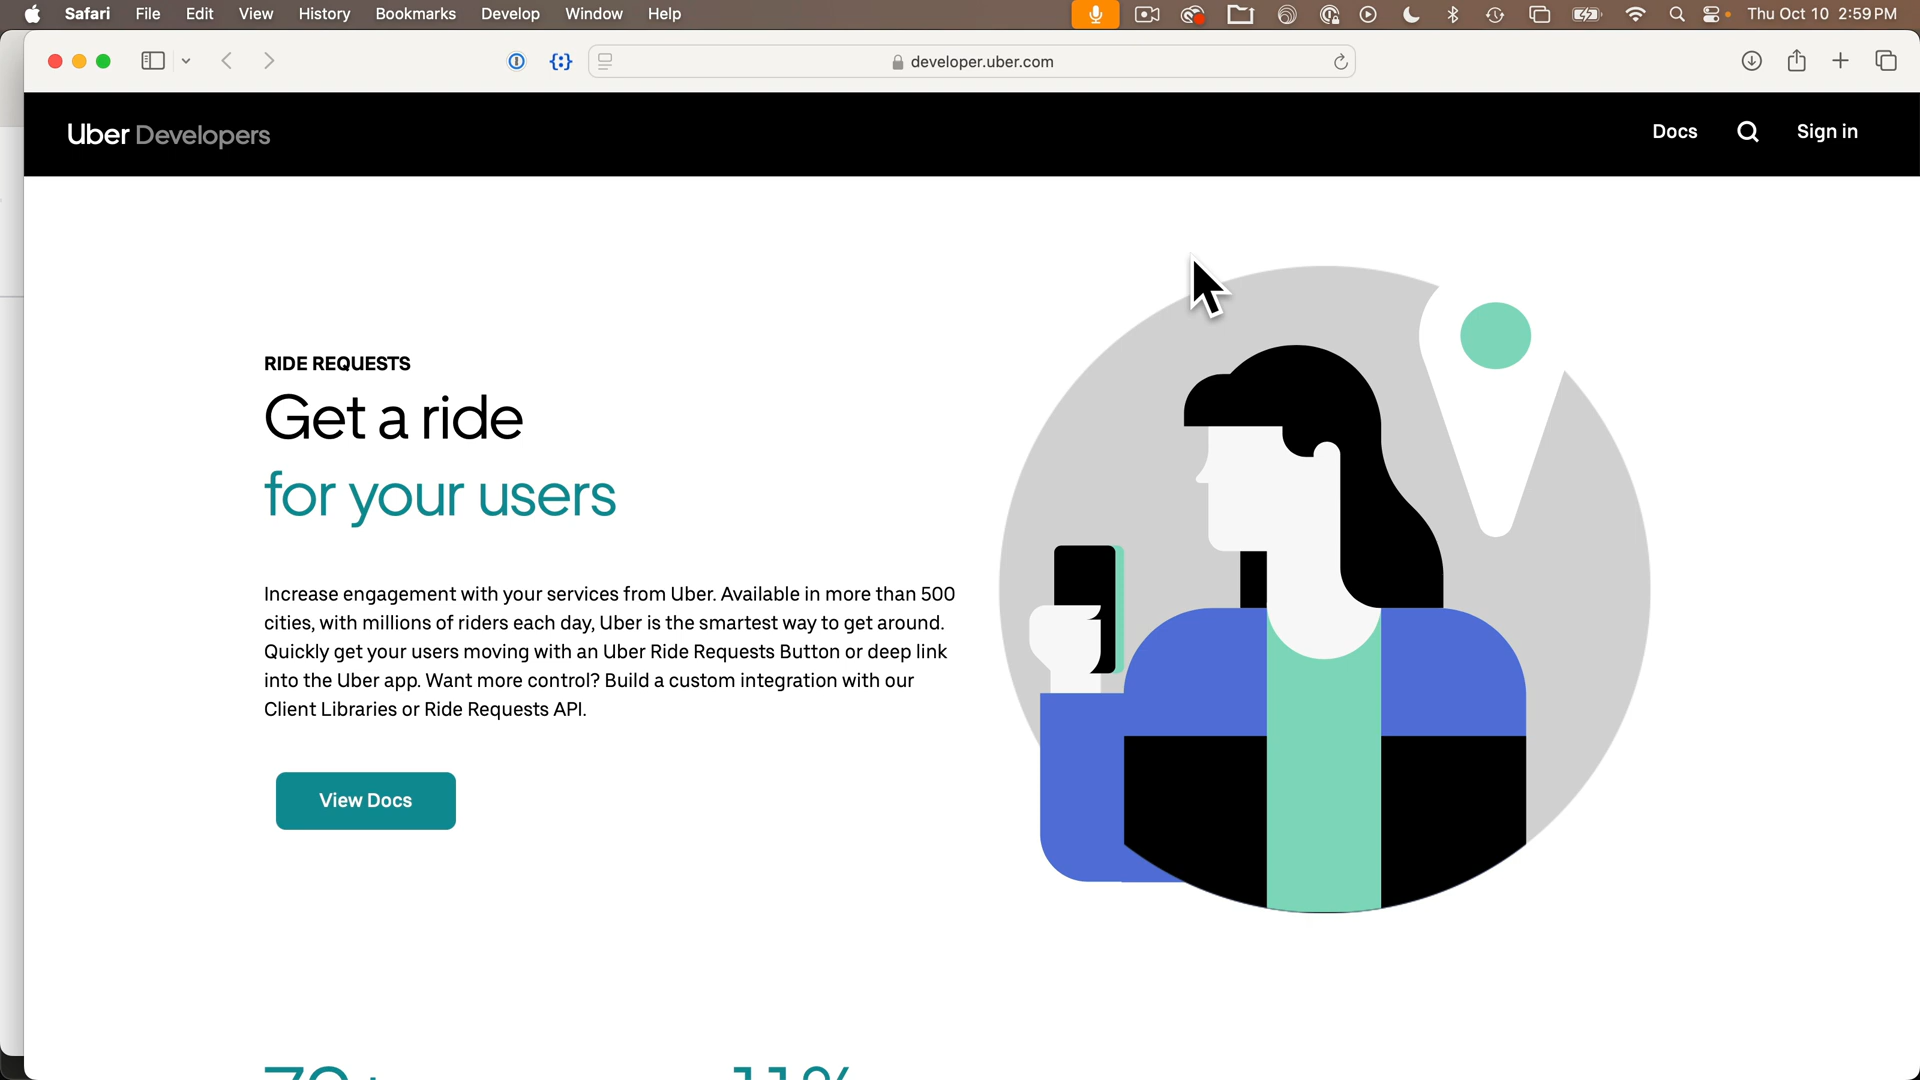 Safari File Edit View History Bookmarks Develop Window Help Thu Oct 10 2:59 PM
developer.uber.com
Uber Developers Docs Sign in
RIDE REQUESTS
Get a ride
for your users
Increase engagement with your services from Uber. Available in more than 500
cities, with millions of riders each day, Uber is the smartest way to get around.
Quickly get your users moving with an Uber Ride Requests Button or deep link
into the Uber app. Want more control? Build a custom integration with our
Client Libraries or Ride Requests API.
View Docs